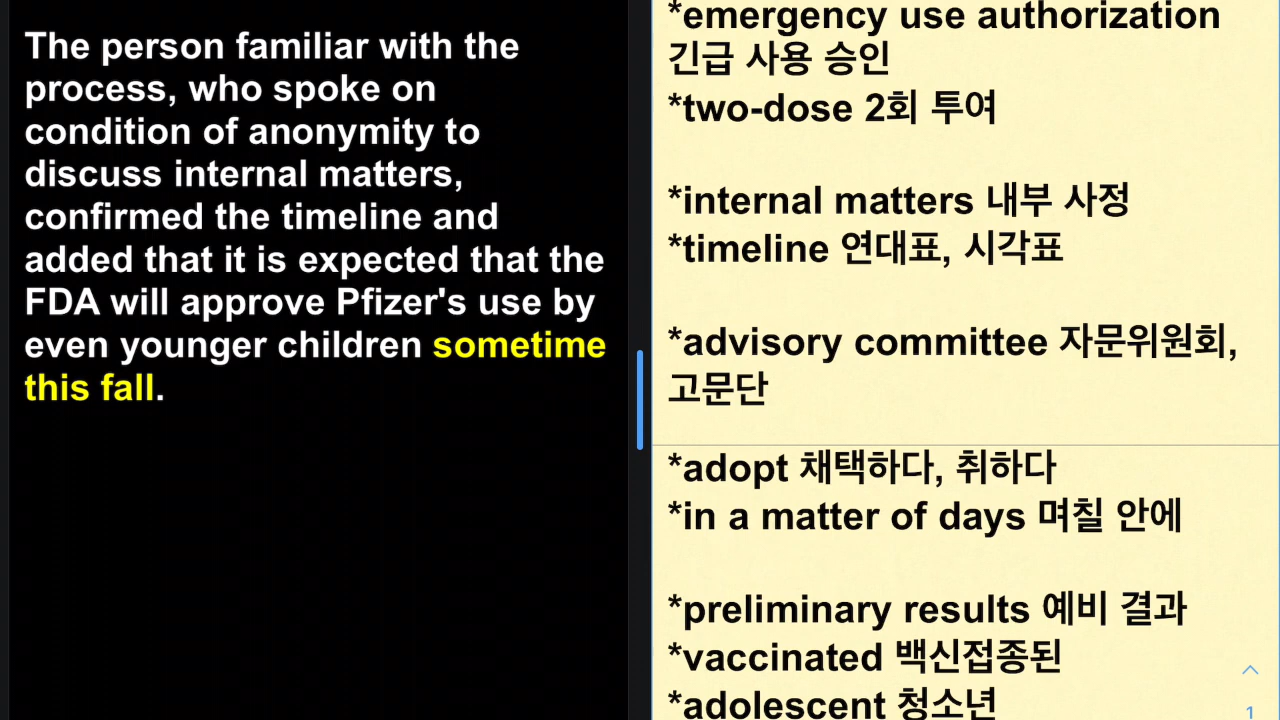 The person familiar with the
process, who spoke on
condition of anonymity to
discuss internal matters,
confirmed the timeline and
added that it is expected that the
FDA will approve Pfizer's use by
even younger children sometime
this fall.
*emergency use authorization
긴급 사용 승인
*two-dose 2회 투여
*internal matters 내부 사정
*timeline 연대표, 시각표
*advisory committee 자문위원회,
고문단
*adopt 채택하다, 취하다
*in a matter of days 며칠 안에
*preliminary results 예비 결과
*vaccinated 백신접종된
*adolescent 청소년
1